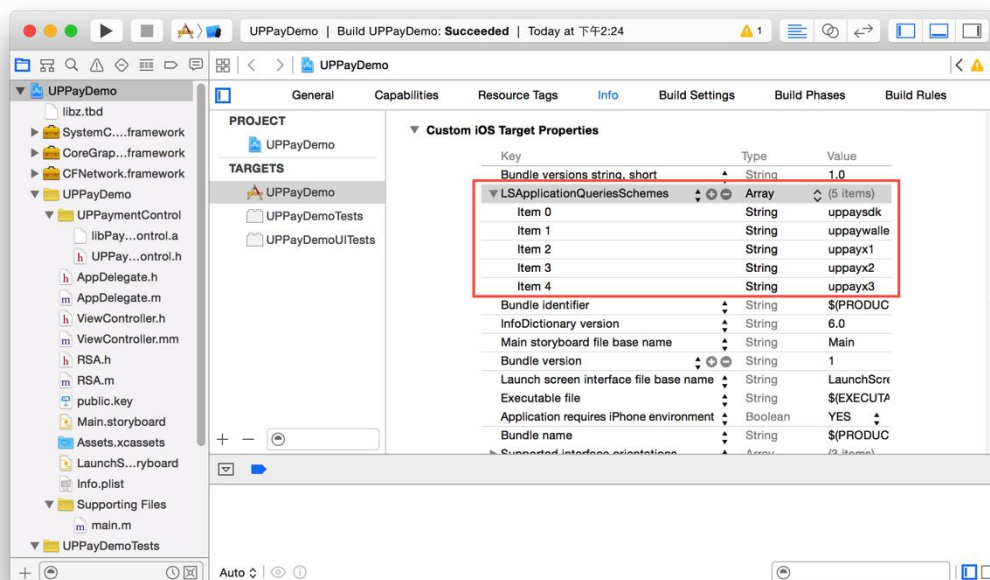 UPPayDemo | Build UPPayDemo: Succeeded | Today at 下午2:24 1
UPPayDemo
General Capabilities Resource Tags Info Build Settings Build Phases Build Rules
UPPayDemo
libz.tbd
SystemC....framework
CoreGrap...framework
CFNetwork.framework
UPPayDemo
UPPaymentControl
libPay...ontrol.a
UPPay...ontrol.h
AppDelegate.h
AppDelegate.m
ViewController.h
ViewController.mm
RSA.h
RSA.m
public.key
Main.storyboard
Assets.xcassets
LaunchS...ryboard
Info.plist
Supporting Files
main.m
UPPayDemoTests
PROJECT
UPPayDemo
TARGETS
UPPayDemo
UPPayDemoTests
UPPayDemoUITests
Custom iOS Target Properties
Key Type Value
Bundle versions string, short String 1.0
LSApplicationQueriesSchemes Array (5 items)
Item 0 String uppaysdk
Item 1 String uppaywalle
Item 2 String uppayx1
Item 3 String uppayx2
Item 4 String uppayx3
Bundle identifier String $(PRODUC
InfoDictionary version String 6.0
Main storyboard file base name String Main
Bundle version String 1
Launch screen interface file base name String LaunchScre
Executable file String $(EXECUTA
Application requires iPhone environment Boolean YES
Bundle name String $(PRODUC
Supported interface orientations Array (3 items)
Auto